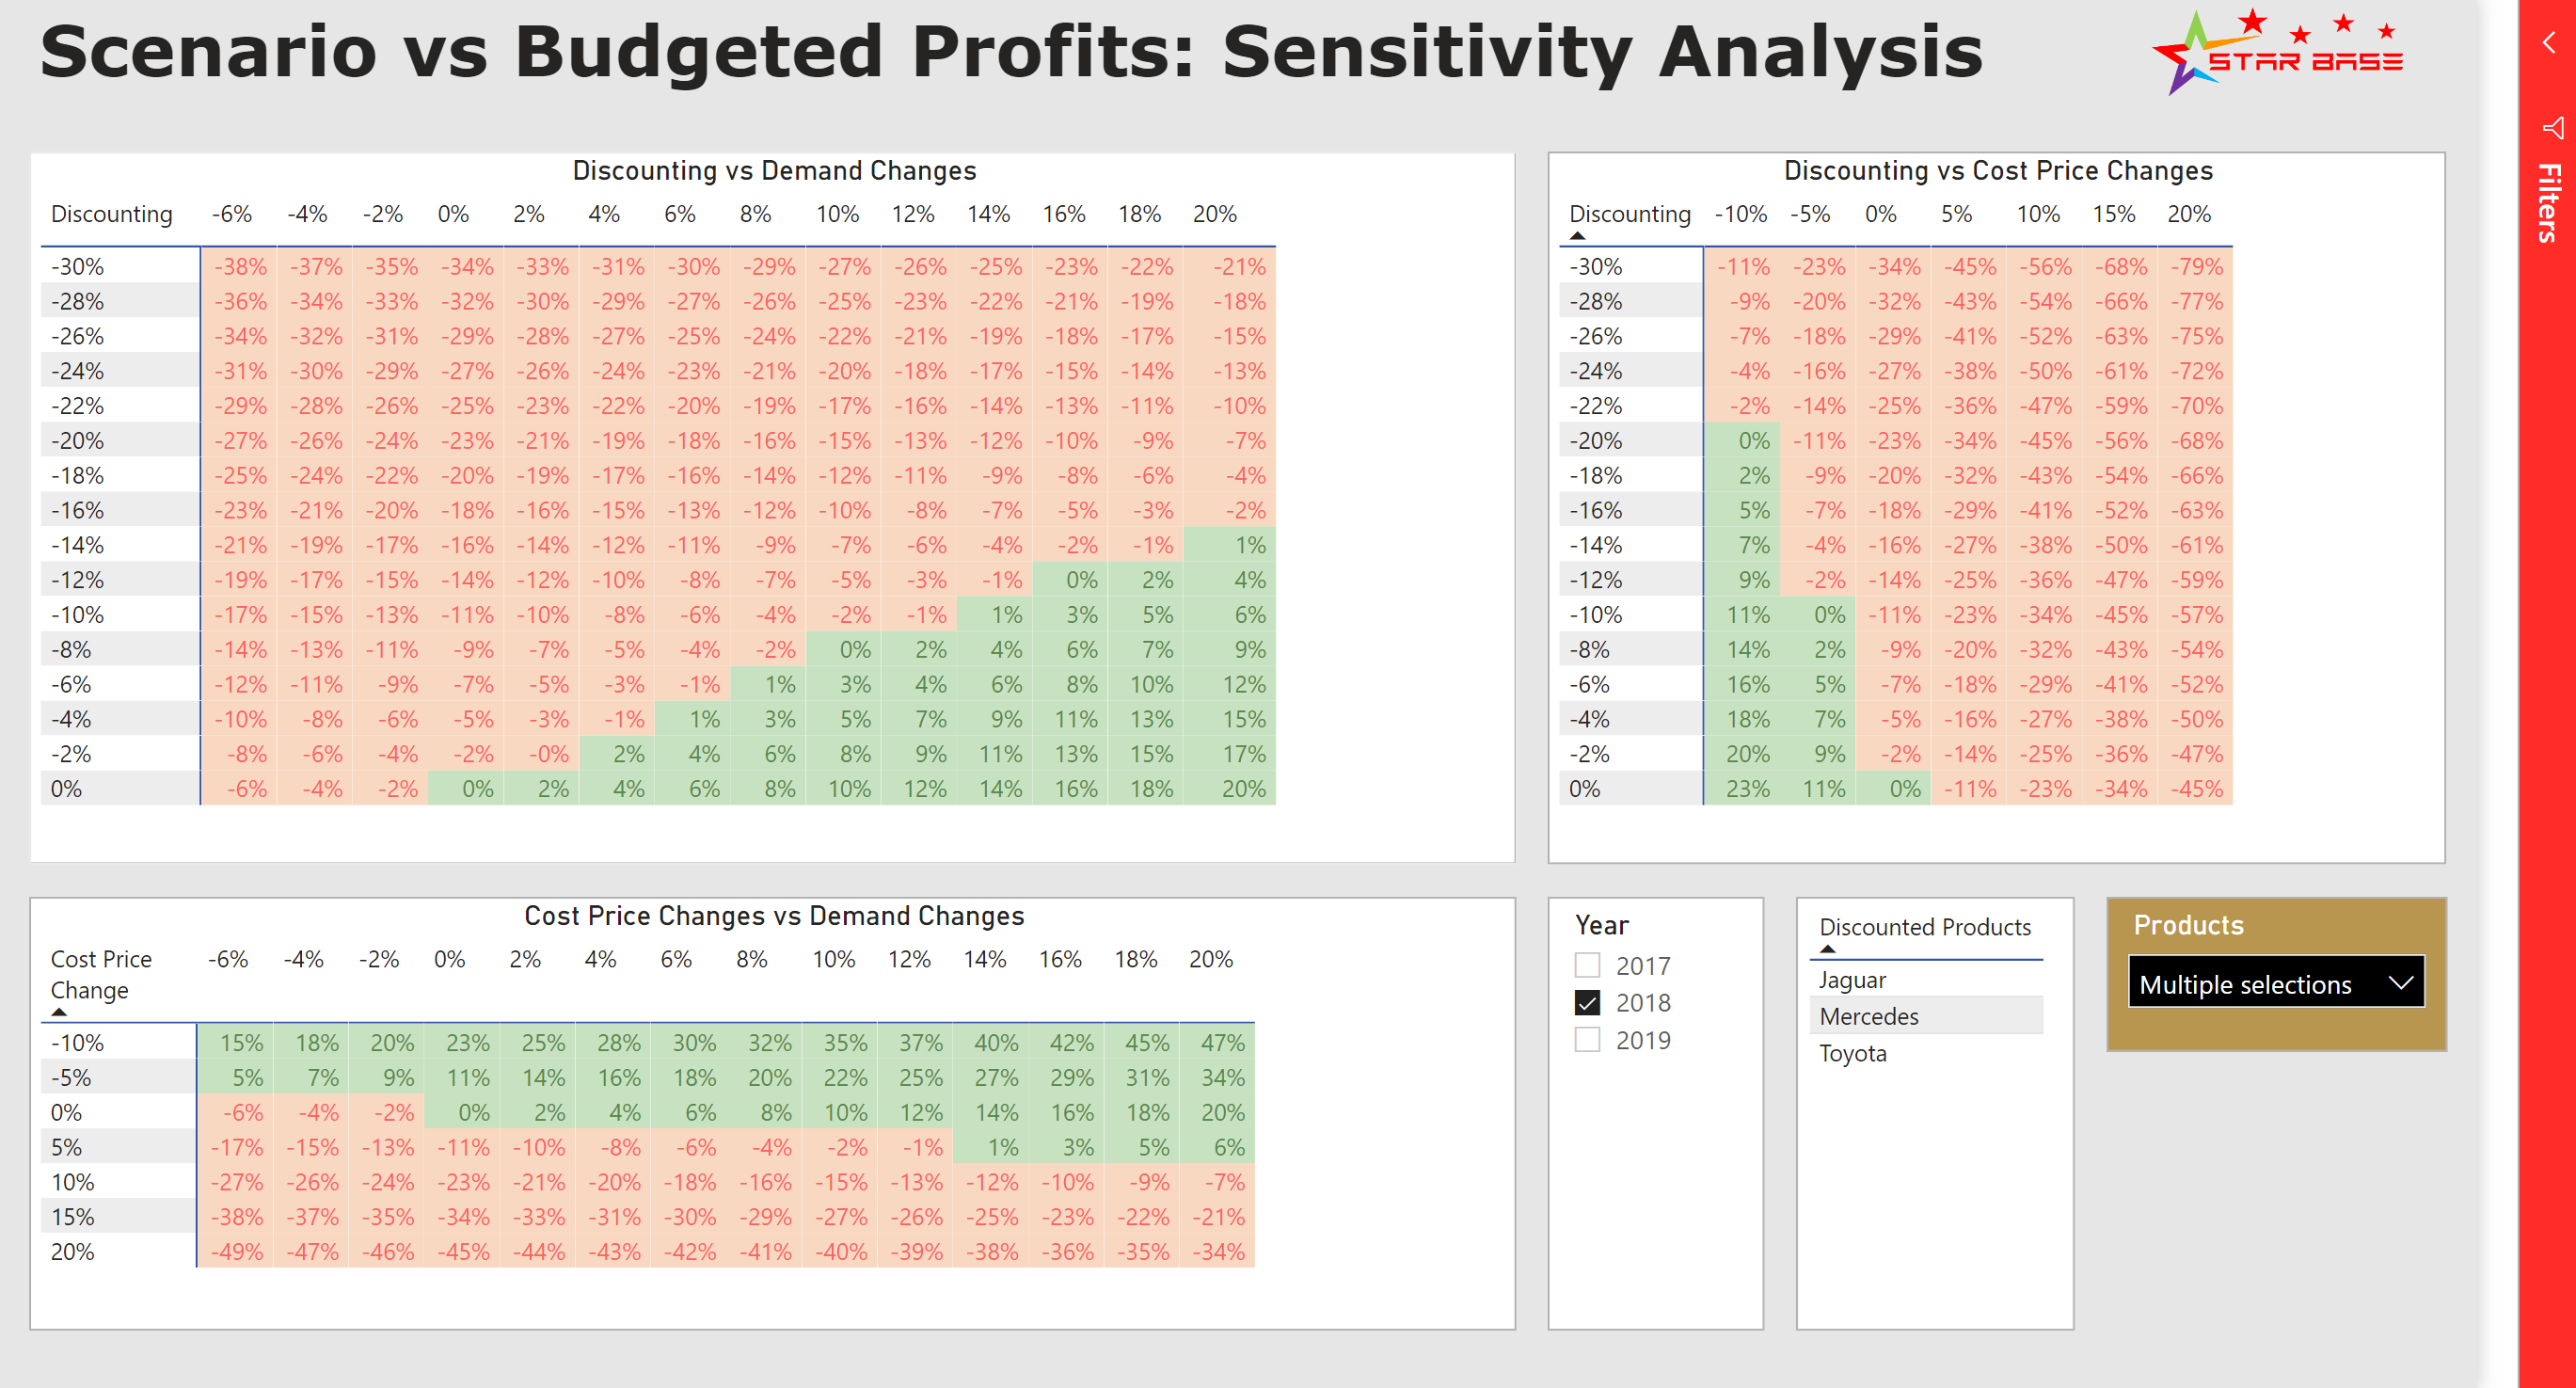 Scenario vs Budgeted Profits: Sensitivity Analysis
STAR BASE
Filters
Discounting vs Demand Changes
Discounting -6% -4% -2% 0% 2% 4% 6% 8% 10% 12% 14% 16% 18% 20%
-30% -38% -37% -35% -34% -33% -31% -30% -29% -27% -26% -25% -23% -22% -21%
-28% -36% -34% -33% -32% -30% -29% -27% -26% -25% -23% -22% -21% -19% -18%
-26% -34% -32% -31% -29% -28% -27% -25% -24% -22% -21% -19% -18% -17% -15%
-24% -31% -30% -29% -27% -26% -24% -23% -21% -20% -18% -17% -15% -14% -13%
-22% -29% -28% -26% -25% -23% -22% -20% -19% -17% -16% -14% -13% -11% -10%
-20% -27% -26% -24% -23% -21% -19% -18% -16% -15% -13% -12% -10% -9% -7%
-18% -25% -24% -22% -20% -19% -17% -16% -14% -12% -11% -9% -8% -6% -4%
-16% -23% -21% -20% -18% -16% -15% -13% -12% -10% -8% -7% -5% -3% -2%
-14% -21% -19% -17% -16% -14% -12% -11% -9% -7% -6% -4% -2% -1% 1%
-12% -19% -17% -15% -14% -12% -10% -8% -7% -5% -3% -1% 0% 2% 4%
-10% -17% -15% -13% -11% -10% -8% -6% -4% -2% -1% 1% 3% 5% 6%
-8% -14% -13% -11% -9% -7% -5% -4% -2% 0% 2% 4% 6% 7% 9%
-6% -12% -11% -9% -7% -5% -3% -1% 1% 3% 4% 6% 8% 10% 12%
-4% -10% -8% -6% -5% -3% -1% 1% 3% 5% 7% 9% 11% 13% 15%
-2% -8% -6% -4% -2% -0% 2% 4% 6% 8% 9% 11% 13% 15% 17%
0% -6% -4% -2% 0% 2% 4% 6% 8% 10% 12% 14% 16% 18% 20%
Discounting vs Cost Price Changes
Discounting -10% -5% 0% 5% 10% 15% 20%
-30% -11% -23% -34% -45% -56% -68% -79%
-28% -9% -20% -32% -43% -54% -66% -77%
-26% -7% -18% -29% -41% -52% -63% -75%
-24% -4% -16% -27% -38% -50% -61% -72%
-22% -2% -14% -25% -36% -47% -59% -70%
-20% 0% -11% -23% -34% -45% -56% -68%
-18% 2% -9% -20% -32% -43% -54% -66%
-16% 5% -7% -18% -29% -41% -52% -63%
-14% 7% -4% -16% -27% -38% -50% -61%
-12% 9% -2% -14% -25% -36% -47% -59%
-10% 11% 0% -11% -23% -34% -45% -57%
-8% 14% 2% -9% -20% -32% -43% -54%
-6% 16% 5% -7% -18% -29% -41% -52%
-4% 18% 7% -5% -16% -27% -38% -50%
-2% 20% 9% -2% -14% -25% -36% -47%
0% 23% 11% 0% -11% -23% -34% -45%
Cost Price Changes vs Demand Changes
Cost Price
Change -6% -4% -2% 0% 2% 4% 6% 8% 10% 12% 14% 16% 18% 20%
-10% 15% 18% 20% 23% 25% 28% 30% 32% 35% 37% 40% 42% 45% 47%
-5% 5% 7% 9% 11% 14% 16% 18% 20% 22% 25% 27% 29% 31% 34%
0% -6% -4% -2% 0% 2% 4% 6% 8% 10% 12% 14% 16% 18% 20%
5% -17% -15% -13% -11% -10% -8% -6% -4% -2% -1% 1% 3% 5% 6%
10% -27% -26% -24% -23% -21% -20% -18% -16% -15% -13% -12% -10% -9% -7%
15% -38% -37% -35% -34% -33% -31% -30% -29% -27% -26% -25% -23% -22% -21%
20% -49% -47% -46% -45% -44% -43% -42% -41% -40% -39% -38% -36% -35% -34%
Year
2017
2018
2019
Discounted Products
Jaguar
Mercedes
Toyota
Products
Multiple selections